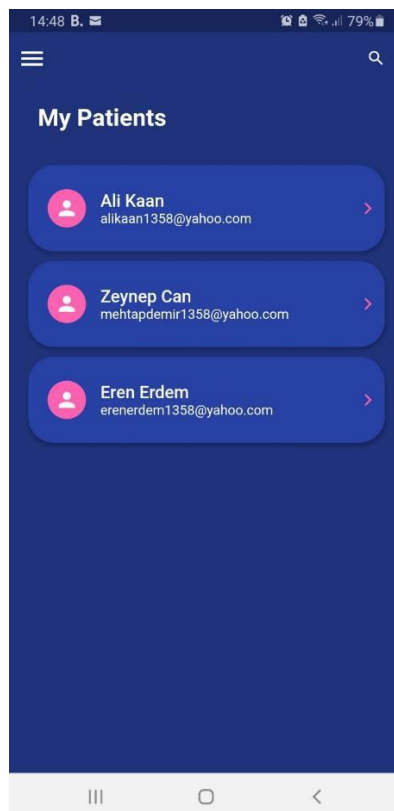 14:48 B. 79%
My Patients
Ali Kaan
alikaan1358@yahoo.com
Zeynep Can
mehtapdemir1358@yahoo.com
Eren Erdem
erenerdem1358@yahoo.com